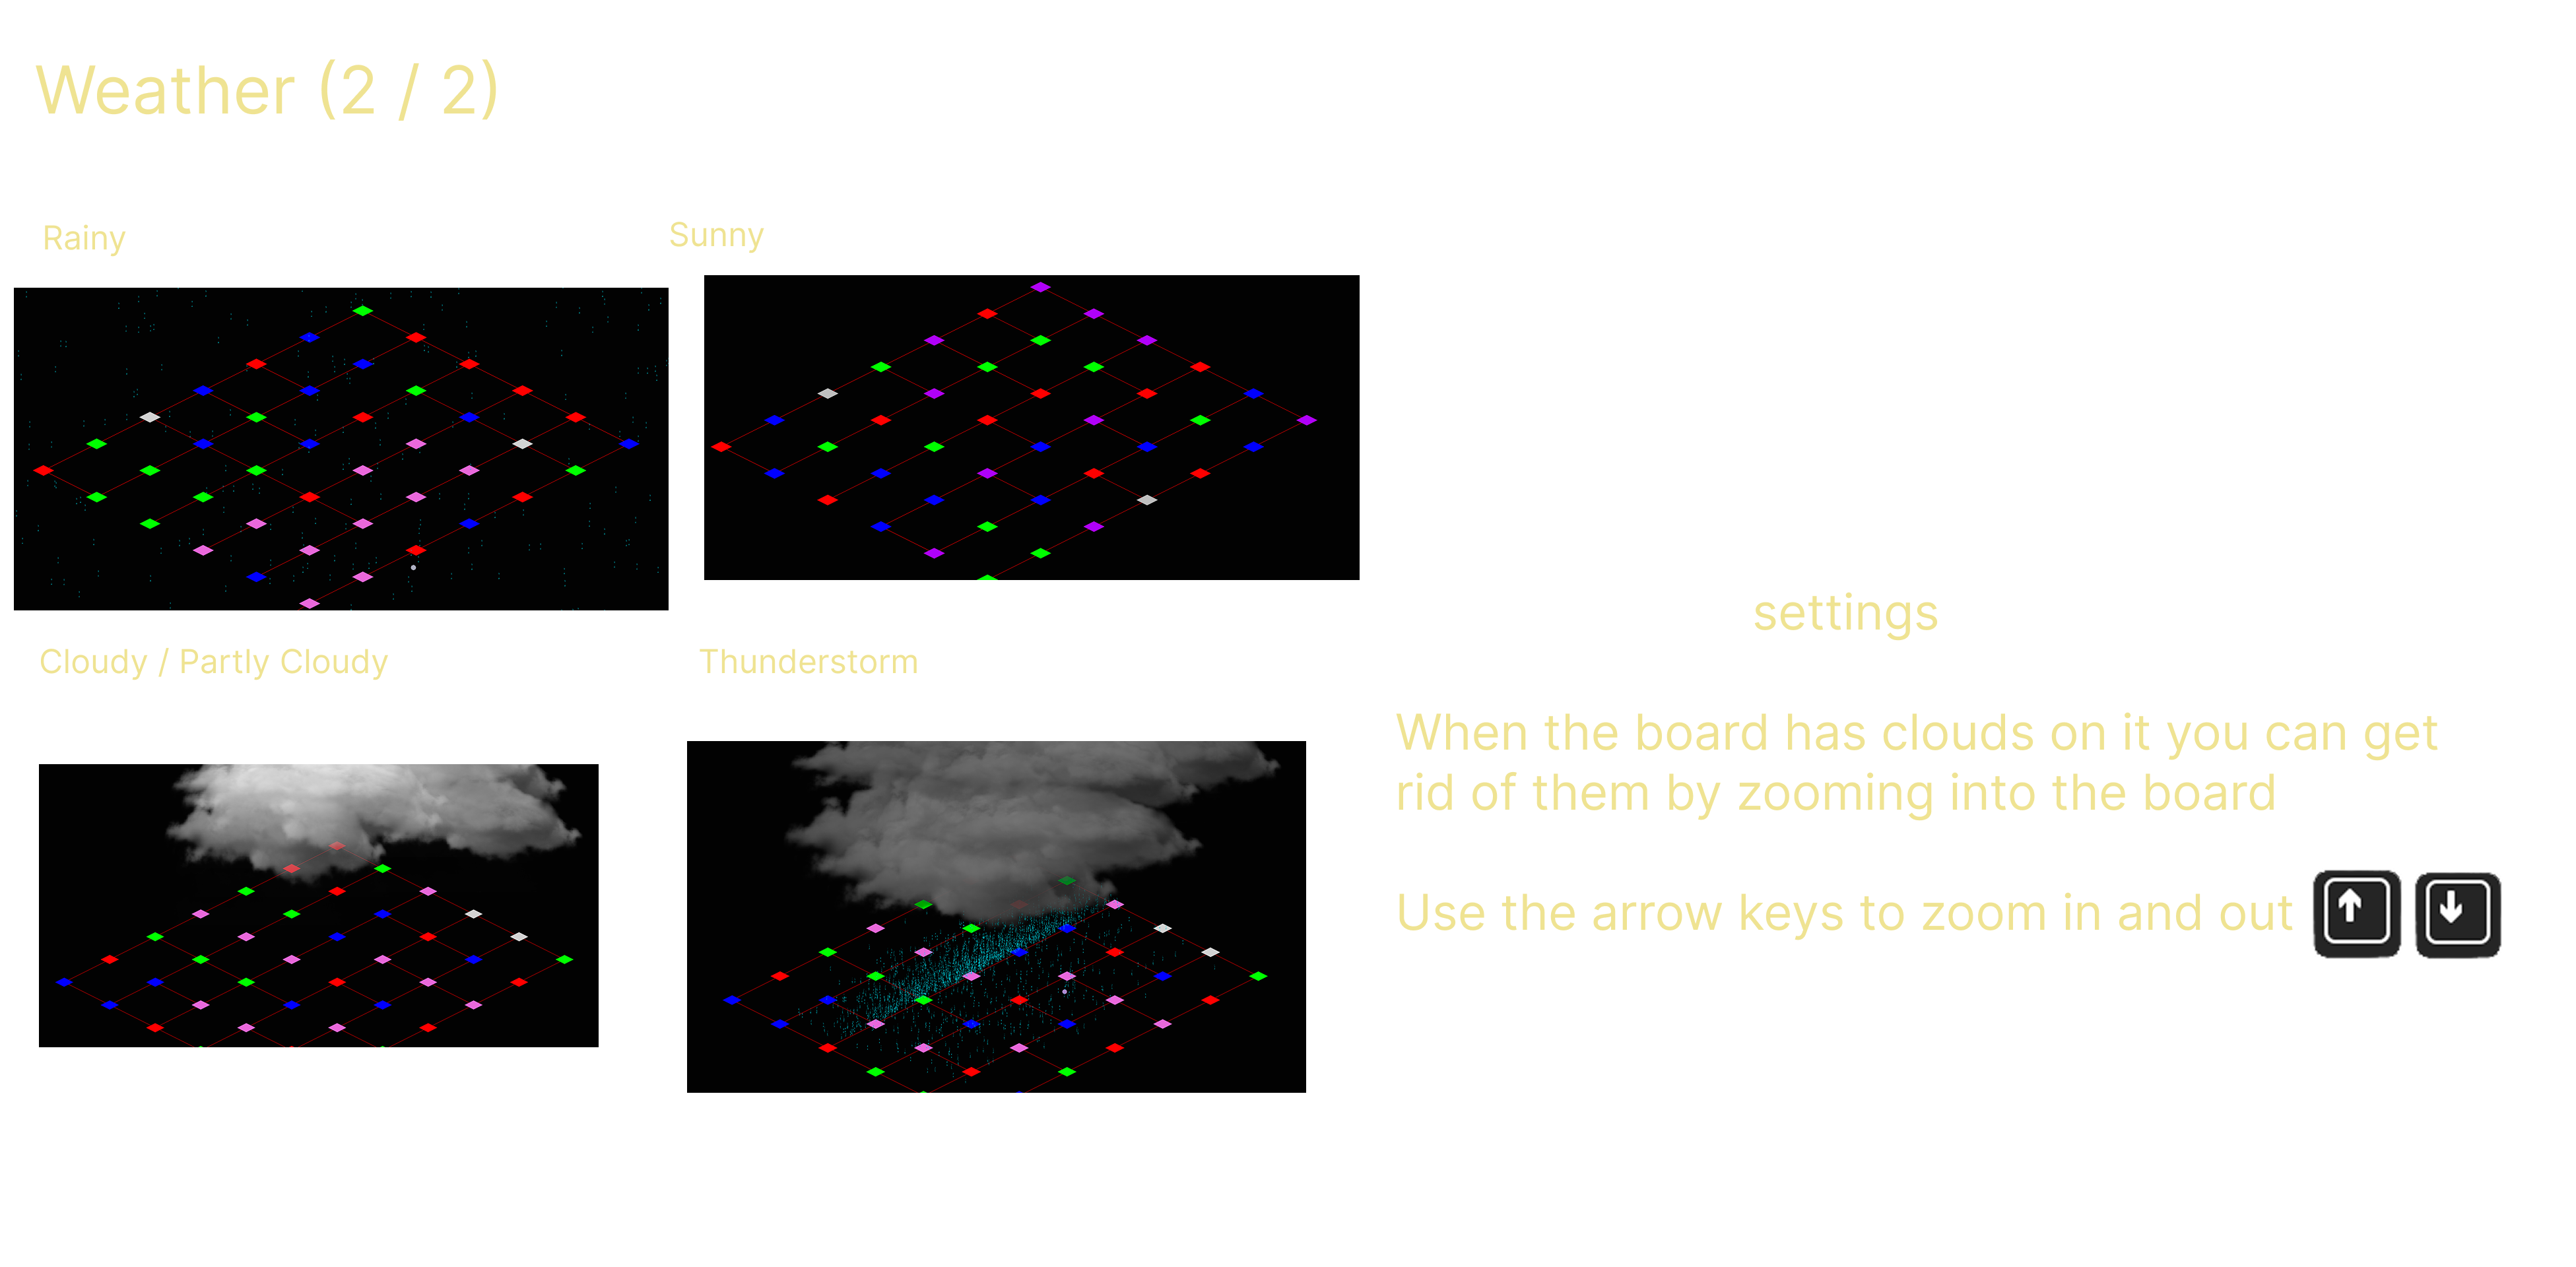 Weather (2 / 2)
Rainy
Sunny
Cloudy / Partly Cloudy
Thunderstorm
settings
When the board has clouds on it you can get
rid of them by zooming into the board
Use the arrow keys to zoom in and out